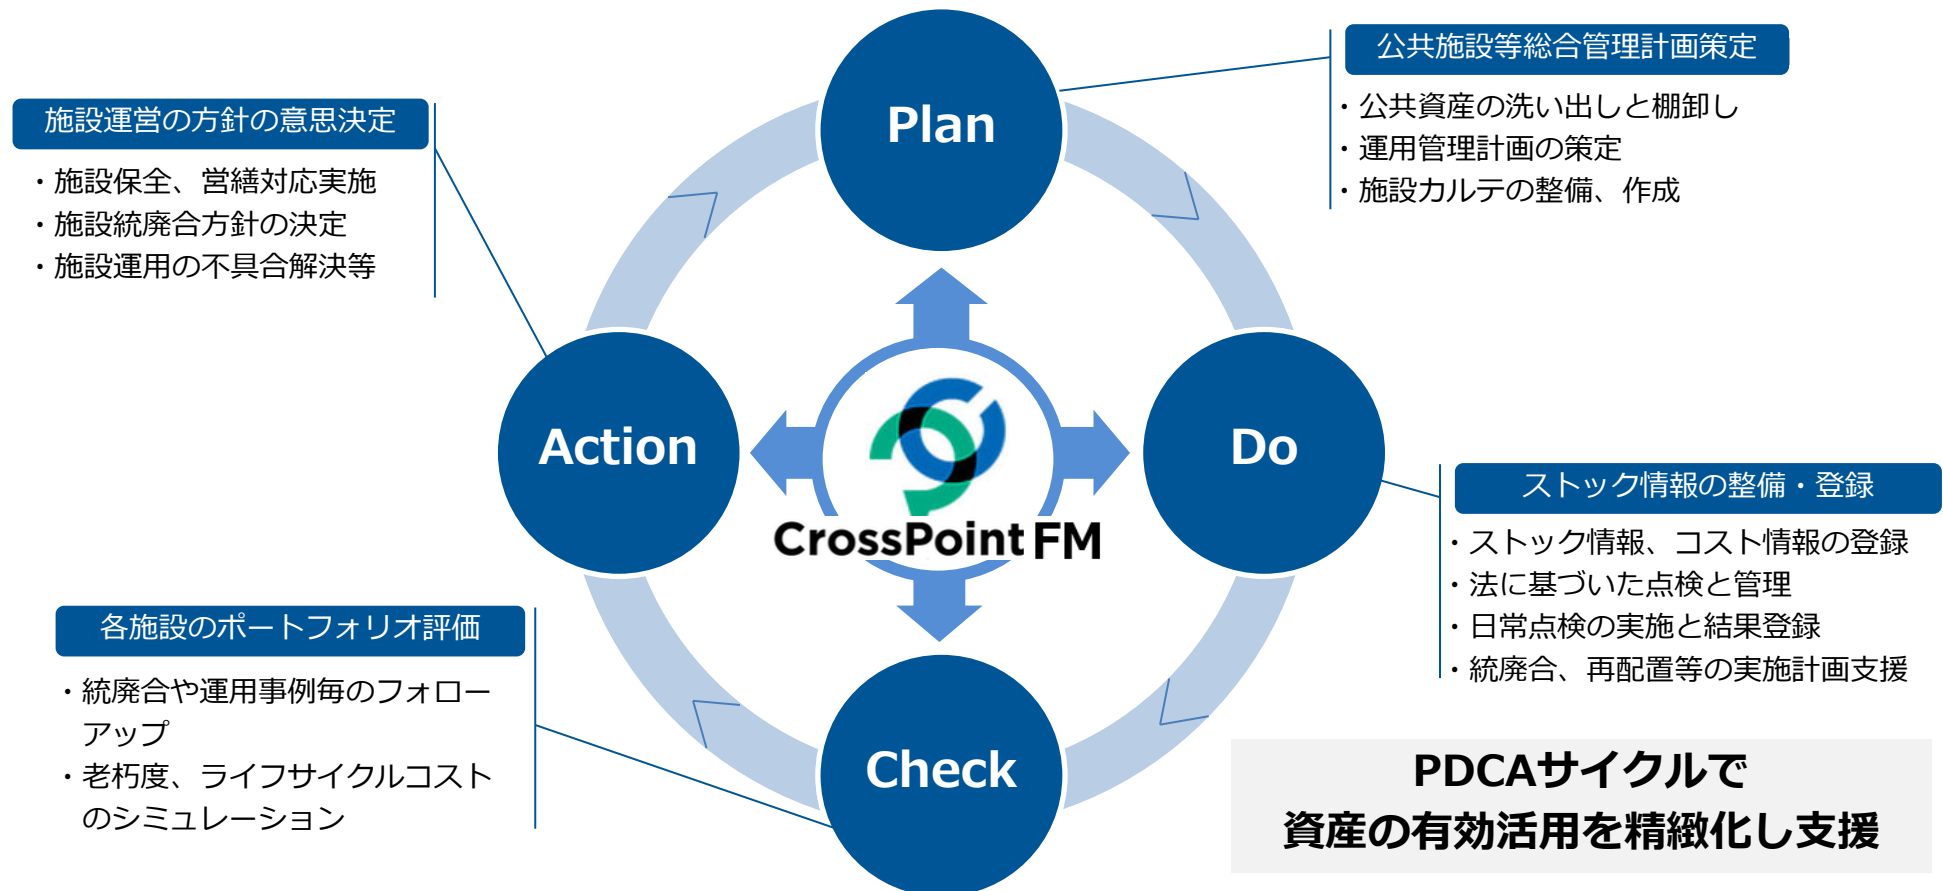 Plan
公共施設等総合管理計画策定
・公共資産の洗い出しと棚卸し
・運用管理計画の策定
・施設カルテの整備、作成
施設運営の方針の意思決定
・施設保全、営繕対応実施
・施設統廃合方針の決定
・施設運用の不具合解決等
Action
Do
CrossPoint FM
ストック情報の整備・登録
・ストック情報、コスト情報の登録
・法に基づいた点検と管理
・日常点検の実施と結果登録
・統廃合、再配置等の実施計画支援
各施設のポートフォリオ評価
・統廃合や運用事例毎のフォロー
アップ
・老朽度、ライフサイクルコスト
のシミュレーション
Check
PDCAサイクルで
資産の有効活用を精緻化し支援